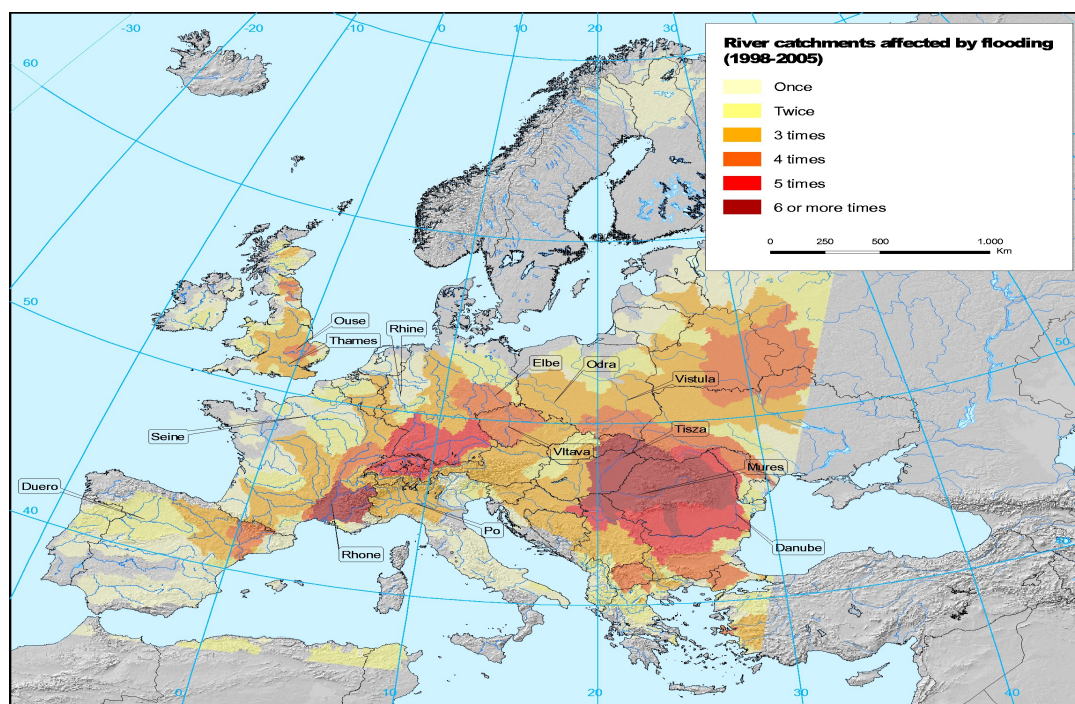 River catchments affected by flooding
(1998-2005)
Once
Twice
3 times
4 times
5 times
6 or more times
0 250 500 1.000
Km
-30
-20
-10
0
10
20
30
40
50
60
60
50
40
Ouse
Thames
Rhine
Elbe
Odra
Vistula
Seine
Vltava
Tisza
Mures
Duero
Po
Rhone
Danube
50
0
10
20
30
40